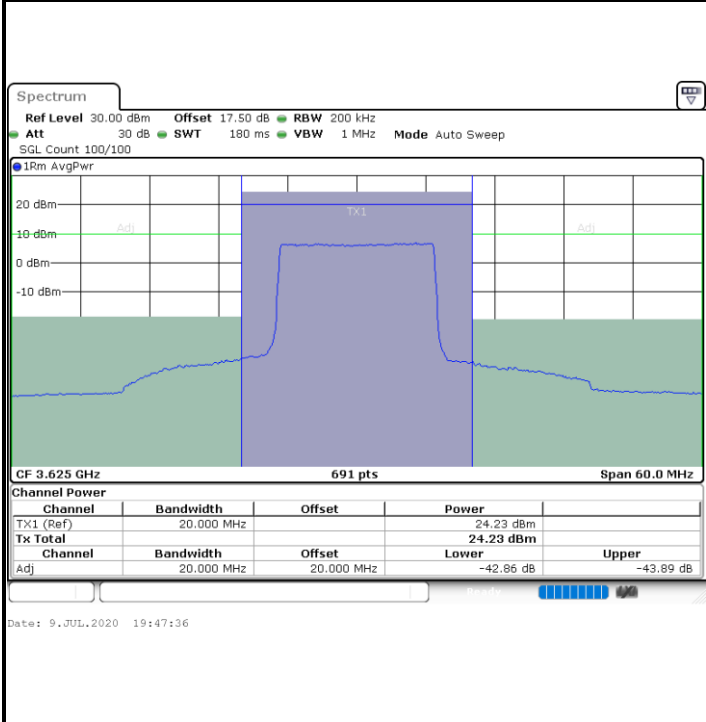 Spectrum
Ref Level 30.00 dBm Offset 17.50 dB RBW 200 kHz
Att 30 dB SWT 180 ms VBW 1 MHz Mode Auto Sweep
SGL Count 100/100
1Rm AvgPwr
20 dBm
TX1
Adj Adj
10 dBm
0 dBm
-10 dBm
CF 3.625 GHz 691 pts Span 60.0 MHz
Channel Power
Channel Bandwidth Offset Power
TX1 (Ref) 20.000 MHz 24.23 dBm
Tx Total 24.23 dBm
Channel Bandwidth Offset Lower Upper
Adj 20.000 MHz 20.000 MHz -42.86 dB -43.89 dB
Ready
Date: 9.JUL.2020 19:47:36